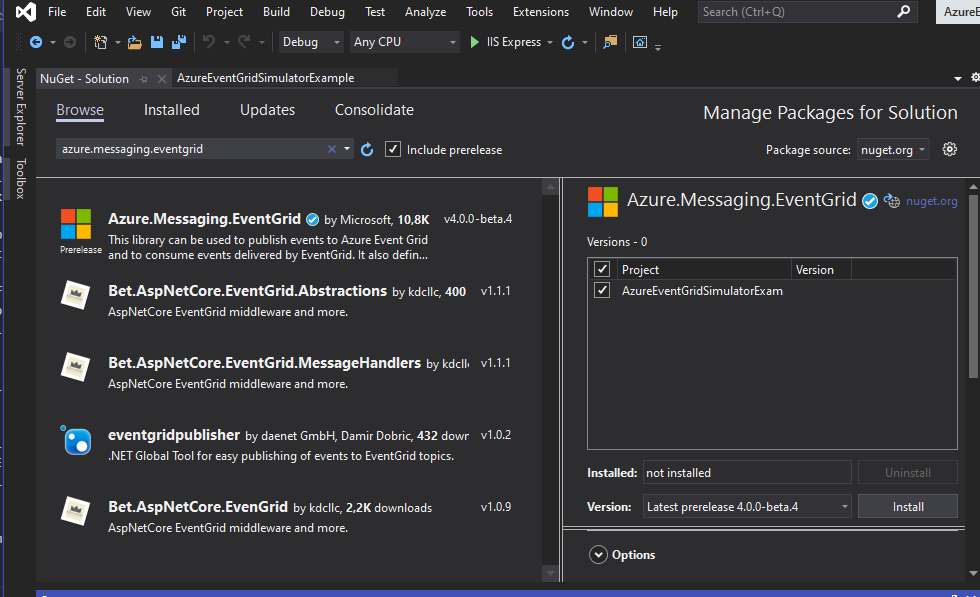 File Edit View Git Project Build Debug Test Analyze Tools Extensions Window Help Search (Ctrl+Q) AzureE
Debug Any CPU IIS Express
Server Explorer
Toolbox
NuGet - Solution AzureEventGridSimulatorExample
Browse Installed Updates Consolidate
Manage Packages for Solution
azure.messaging.eventgrid
Include prerelease
Package source: nuget.org
Azure.Messaging.EventGrid by Microsoft, 10,8K v4.0.0-beta.4
Prerelease
This library can be used to publish events to Azure Event Grid
and to consume events delivered by EventGrid. It also defin...
Bet.AspNetCore.EventGrid.Abstractions by kdcllc, 400 v1.1.1
AspNetCore EventGrid middleware and more.
Bet.AspNetCore.EventGrid.MessageHandlers by kdcllc v1.1.1
AspNetCore EventGrid middleware and more.
eventgridpublisher by daenet GmbH, Damir Dobric, 432 down v1.0.2
.NET Global Tool for easy publishing of events to EventGrid topics.
Bet.AspNetCore.EvenGrid by kdcllc, 2,2K downloads v1.0.9
AspNetCore EventGrid middleware and more.
Azure.Messaging.EventGrid nuget.org
Versions - 0
Project Version
AzureEventGridSimulatorExam
Installed: not installed Uninstall
Version: Latest prerelease 4.0.0-beta.4 Install
Options